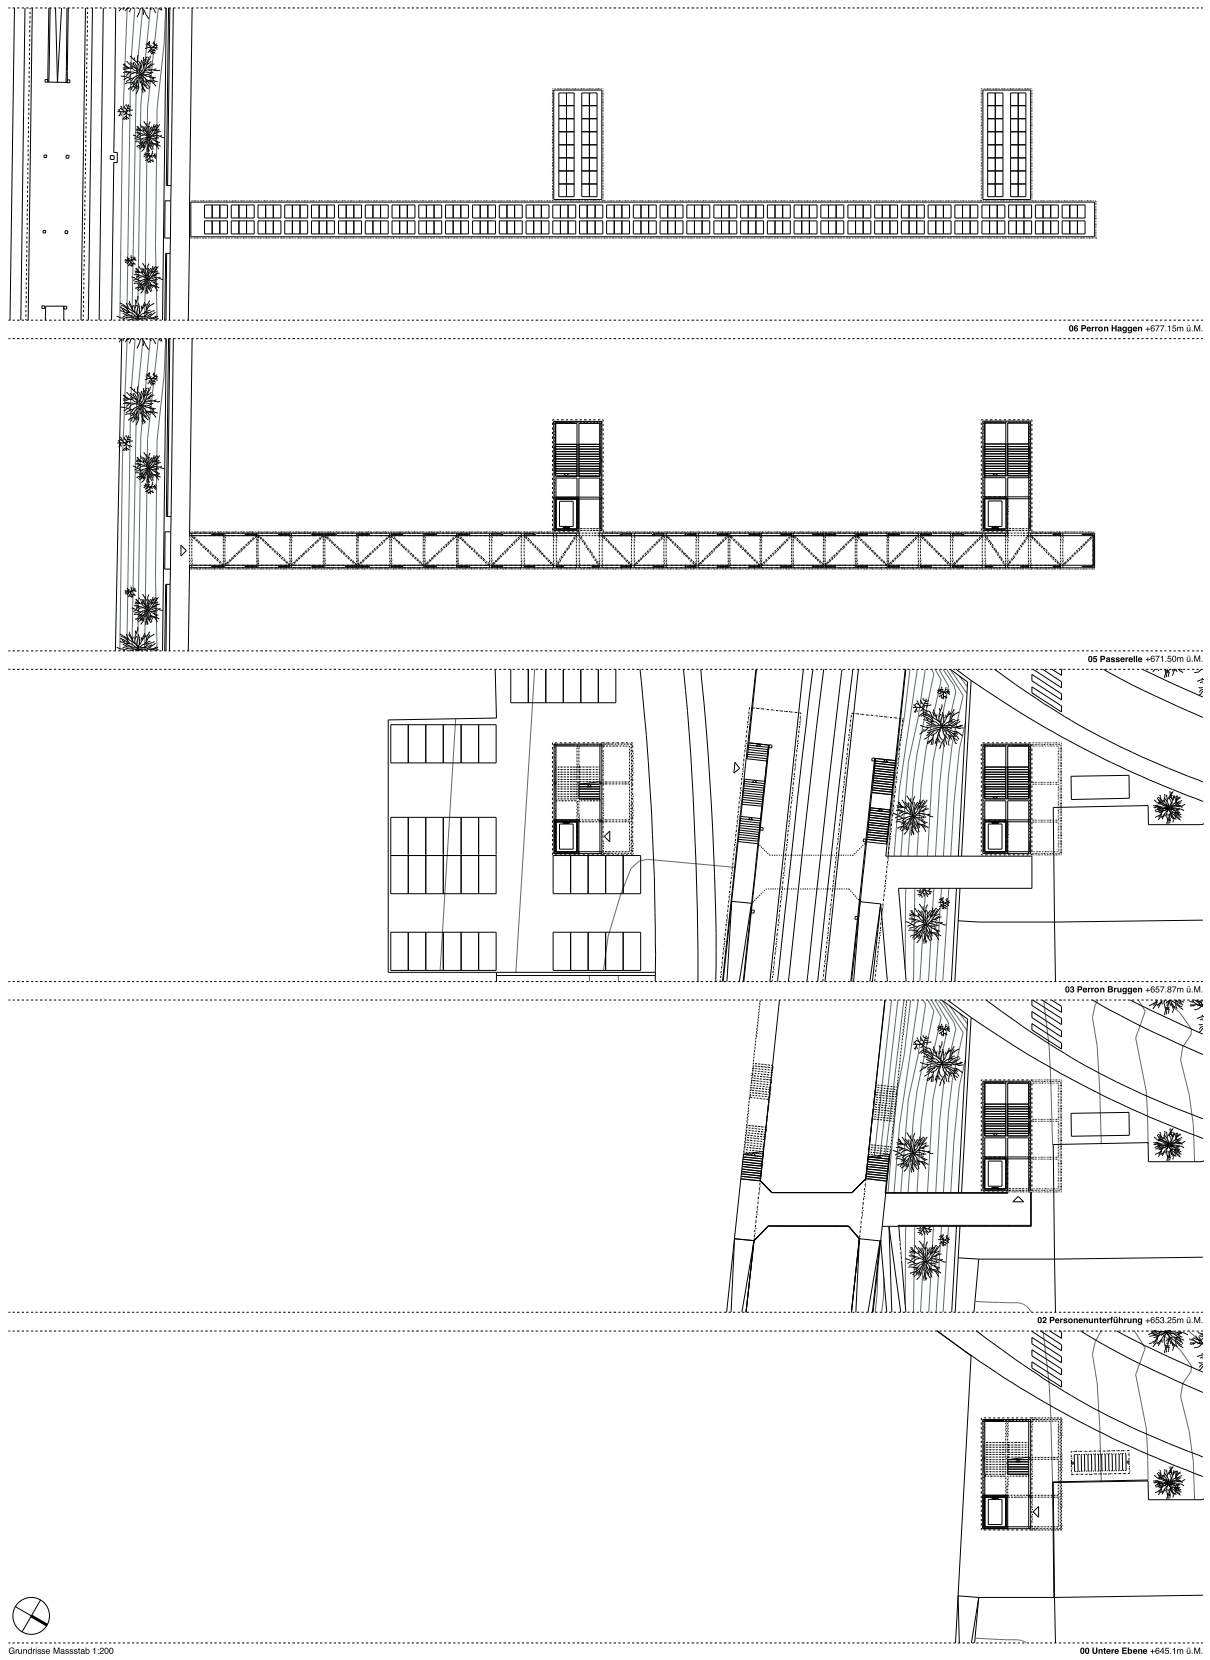 06 Perron Haggen +677.15m ü.M.
05 Passerelle +671.50m ü.M.
03 Perron Bruggen +657.87m ü.M.
02 Personenunterführung +653.25m ü.M.
Grundrisse Massstab 1:200
00 Untere Ebene +645.1m ü.M.